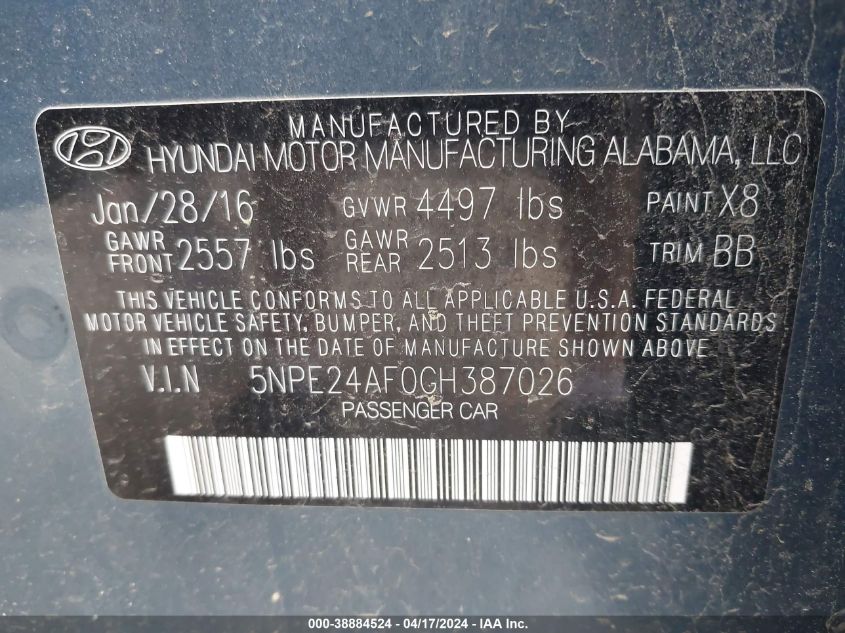 MANUFACTURED BY
HYUNDAI MOTOR MANUFACTURING ALABAMA, LLC
Jan/28/16 GVWR 4497 lbs PAINT X8
GAWR FRONT 2557 lbs GAWR REAR 2513 lbs TRIM BB
THIS VEHICLE CONFORMS TO ALL APPLICABLE U.S.A. FEDERAL
MOTOR VEHICLE SAFETY, BUMPER, AND THEFT PREVENTION STANDARDS
IN EFFECT ON THE DATE OF MANUFACTURE SHOWN ABOVE
V.I.N 5NPE24AF0GH387026
PASSENGER CAR
000-38884524 - 04/17/2024 - IAA Inc.